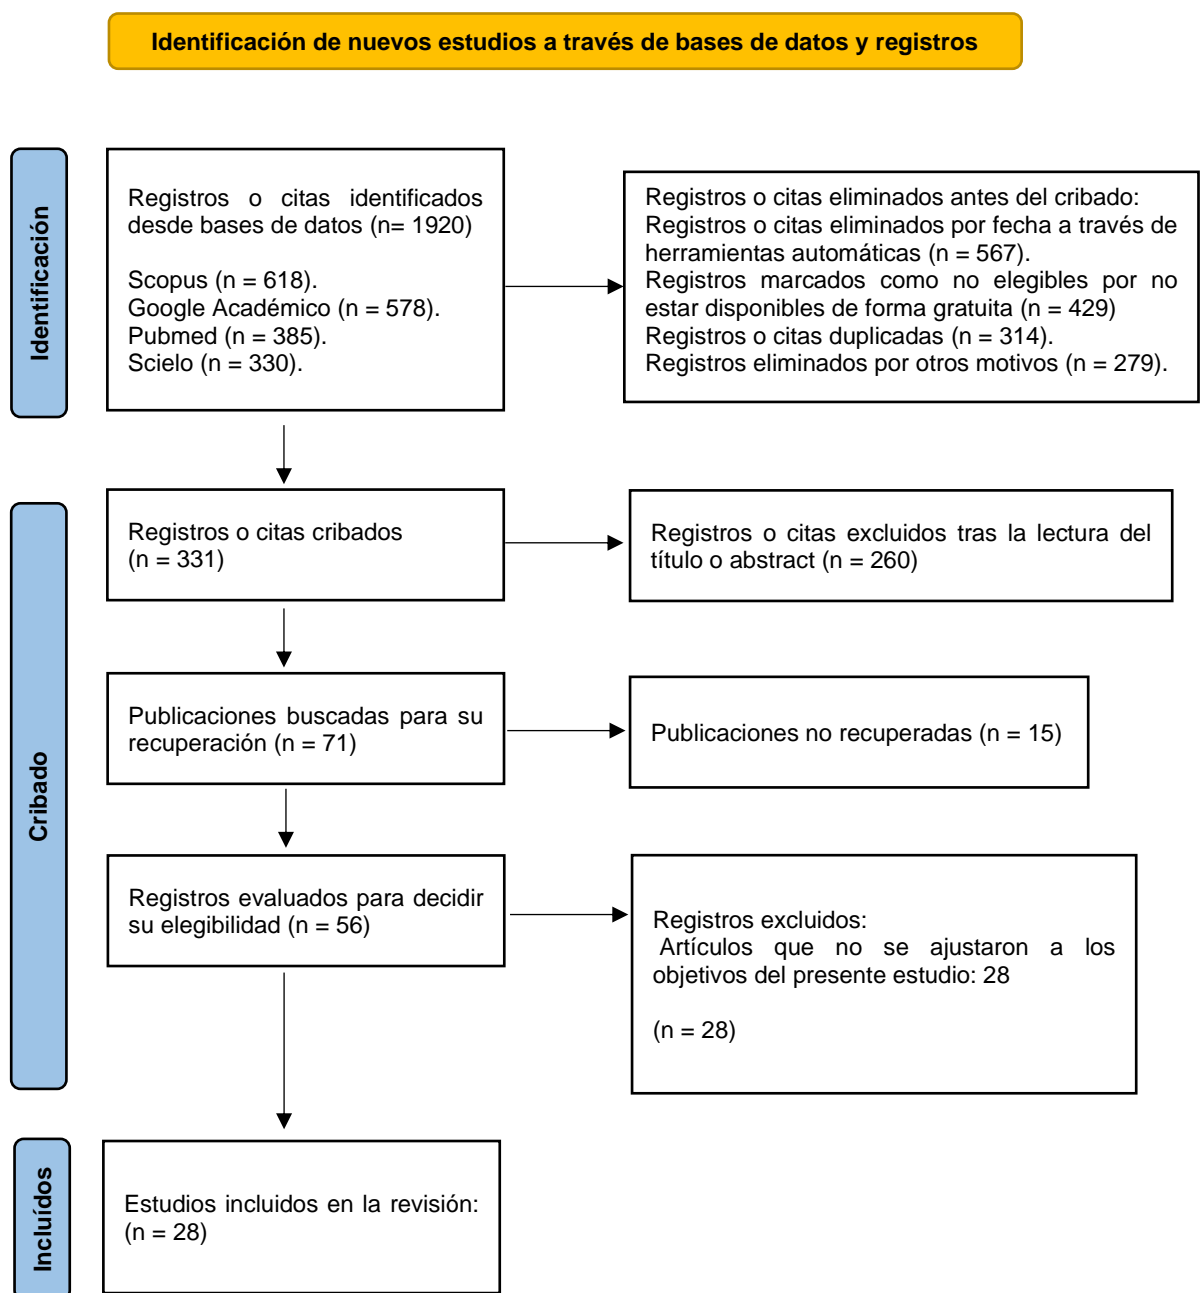 Identificación de nuevos estudios a través de bases de datos y registros
Identificación
Registros o citas identificados
desde bases de datos (n= 1920)
Scopus (n = 618).
Google Académico (n = 578).
Pubmed (n = 385).
Scielo (n = 330).
Registros o citas eliminados antes del cribado:
Registros o citas eliminados por fecha a través de
herramientas automáticas (n = 567).
Registros marcados como no elegibles por no
estar disponibles de forma gratuita (n = 429)
Registros o citas duplicadas (n = 314).
Registros eliminados por otros motivos (n = 279).
Cribado
Registros o citas cribados
(n = 331)
Registros o citas excluidos tras la lectura del
título o abstract (n = 260)
Publicaciones buscadas para su
recuperación (n = 71)
Publicaciones no recuperadas (n = 15)
Registros evaluados para decidir
su elegibilidad (n = 56)
Registros excluidos:
Artículos que no se ajustaron a los
objetivos del presente estudio: 28
(n = 28)
Incluídos
Estudios incluidos en la revisión:
(n = 28)